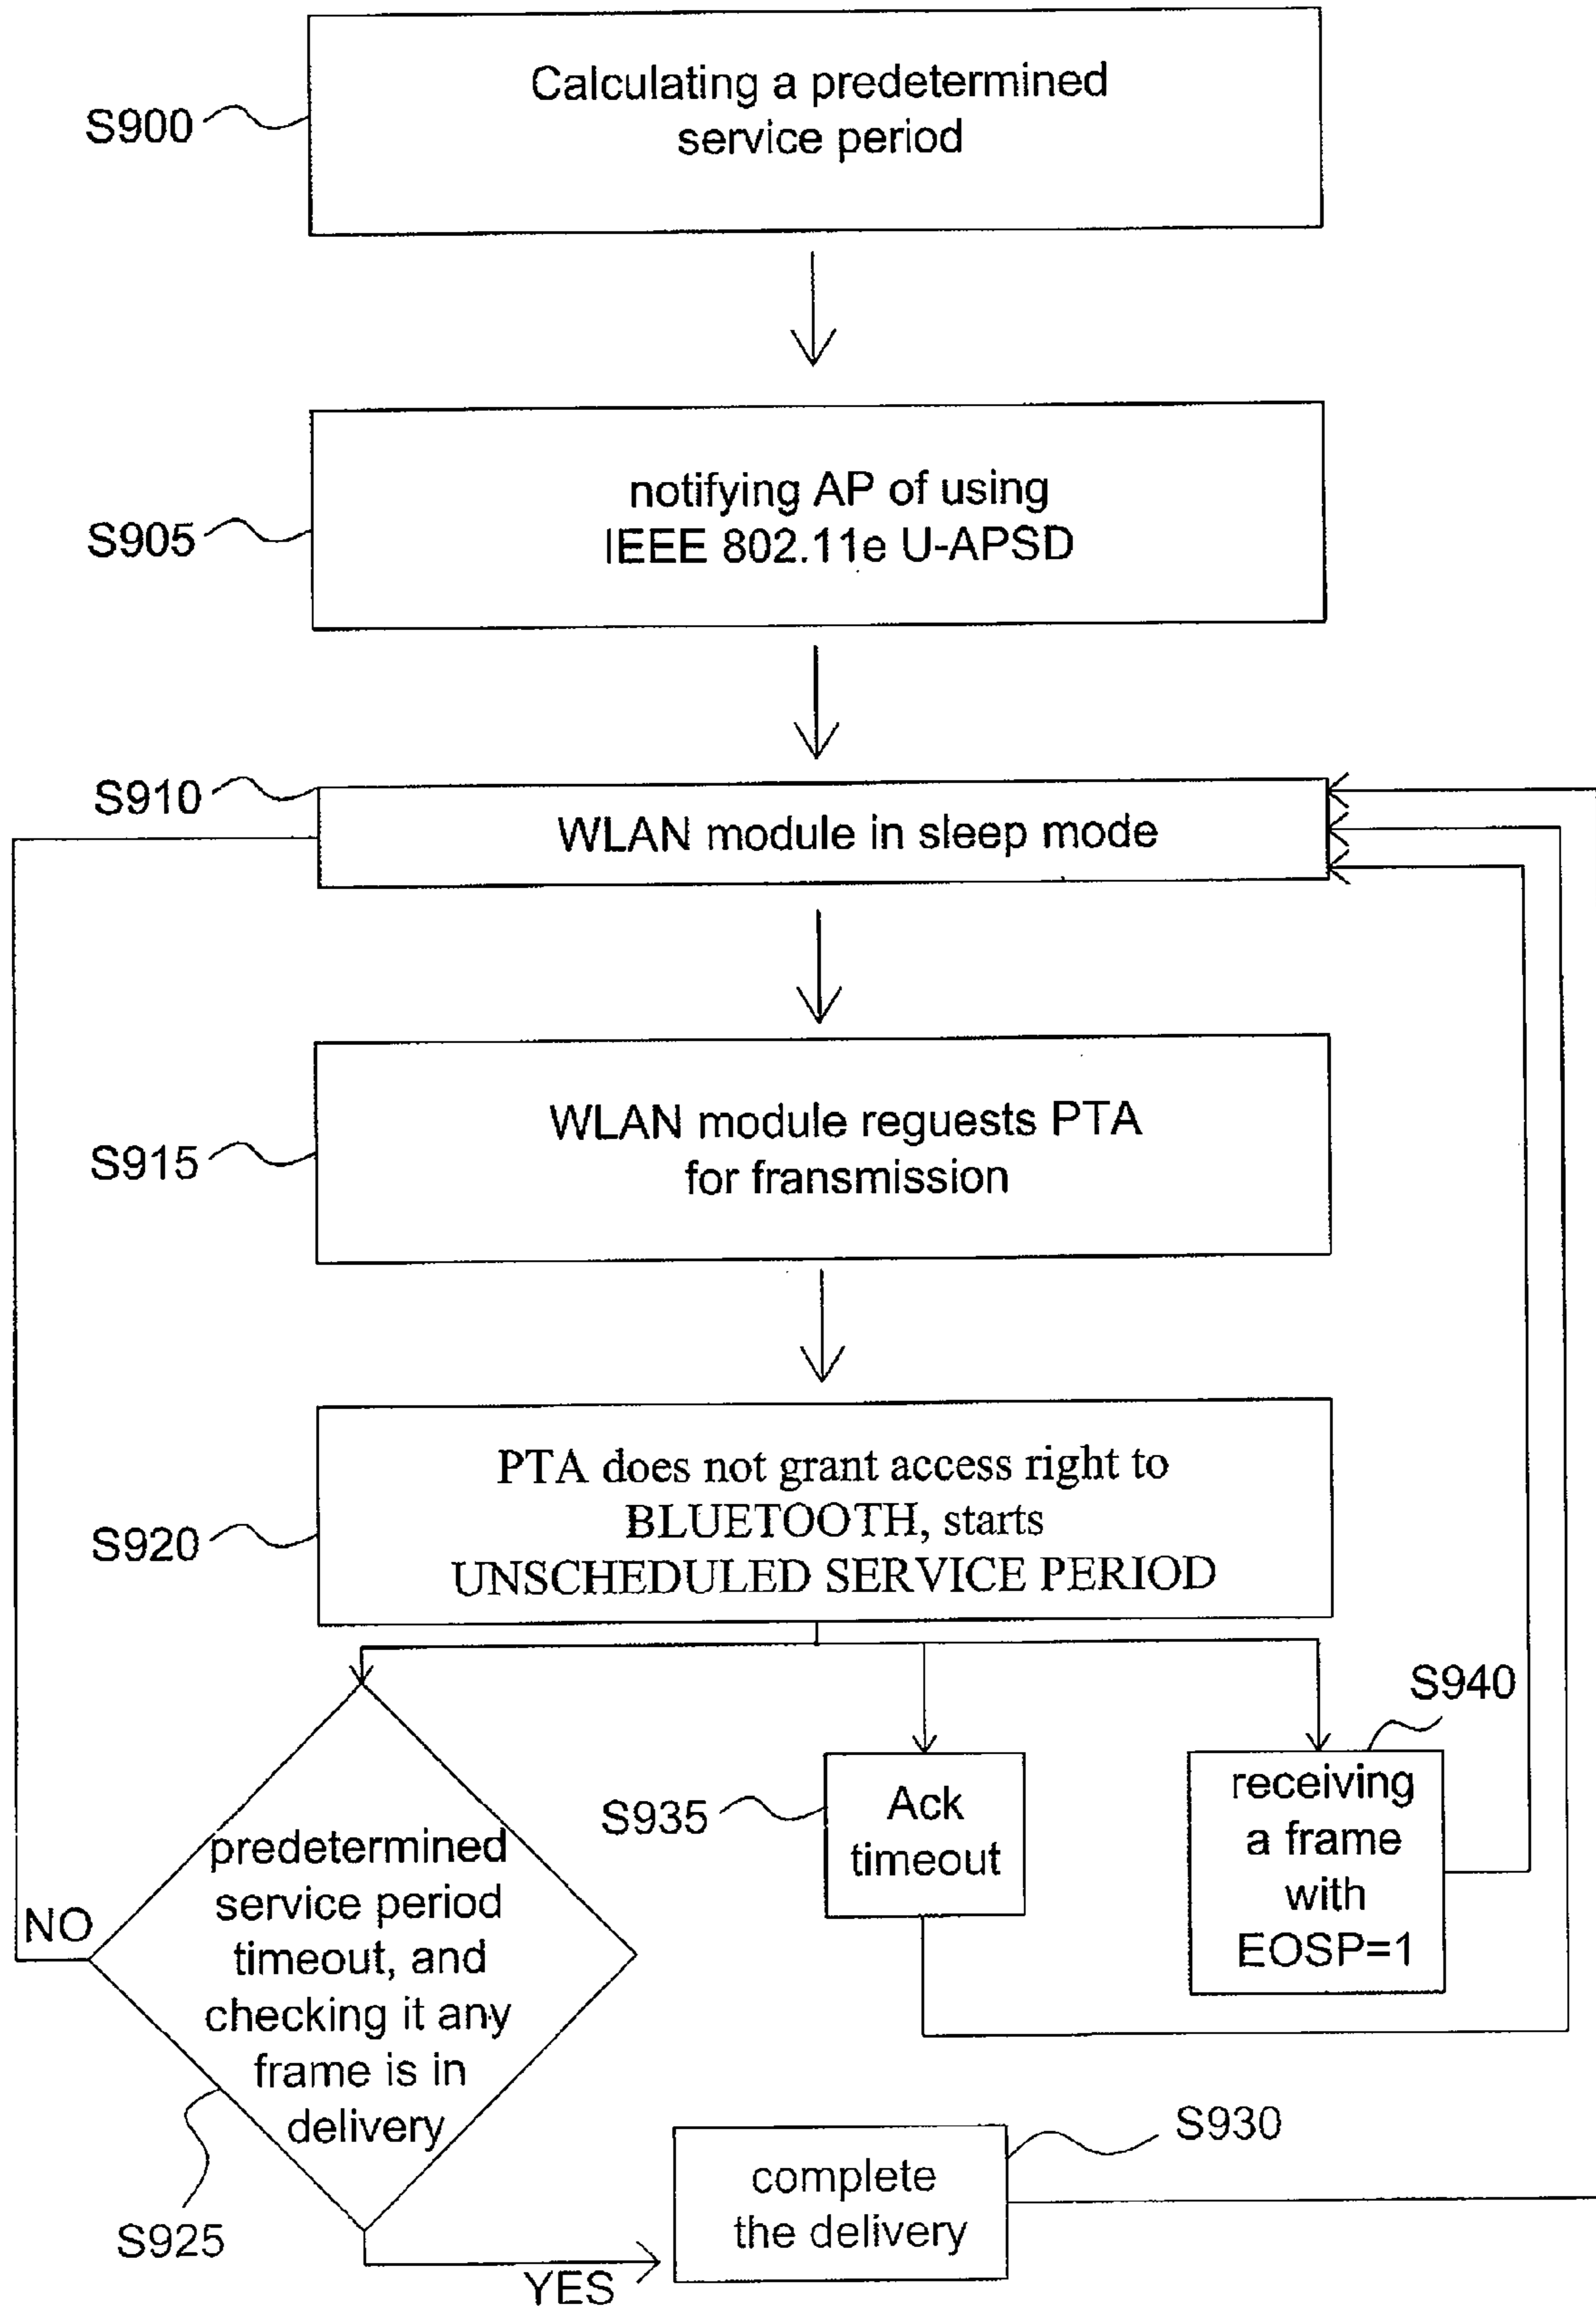 S900
Calculating a predetermined
service period
S905
notifying AP of using
IEEE 802.11e U-APSD
S910
WLAN module in sleep mode
S915
WLAN module reguests PTA
for fransmission
S920
PTA does not grant access right to
BLUETOOTH, starts
UNSCHEDULED SERVICE PERIOD
S940
S935
Ack
timeout
receiving
a frame
with
EOSP=1
NO
predetermined
service period
timeout, and
checking it any
frame is in
delivery
S925
YES
S930
complete
the delivery